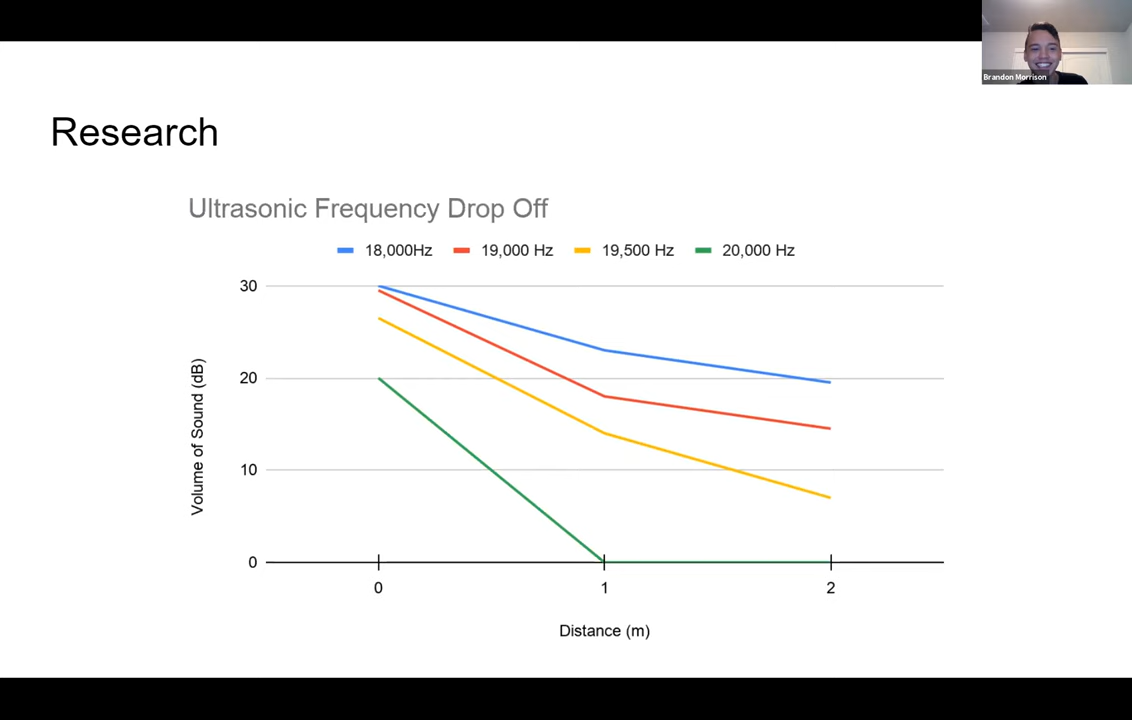 Brandon Morrison
Research
Ultrasonic Frequency Drop Off
18,000Hz 19,000 Hz 19,500 Hz 20,000 Hz
30
20
10
0
Volume of Sound (dB)
0 1 2
Distance (m)